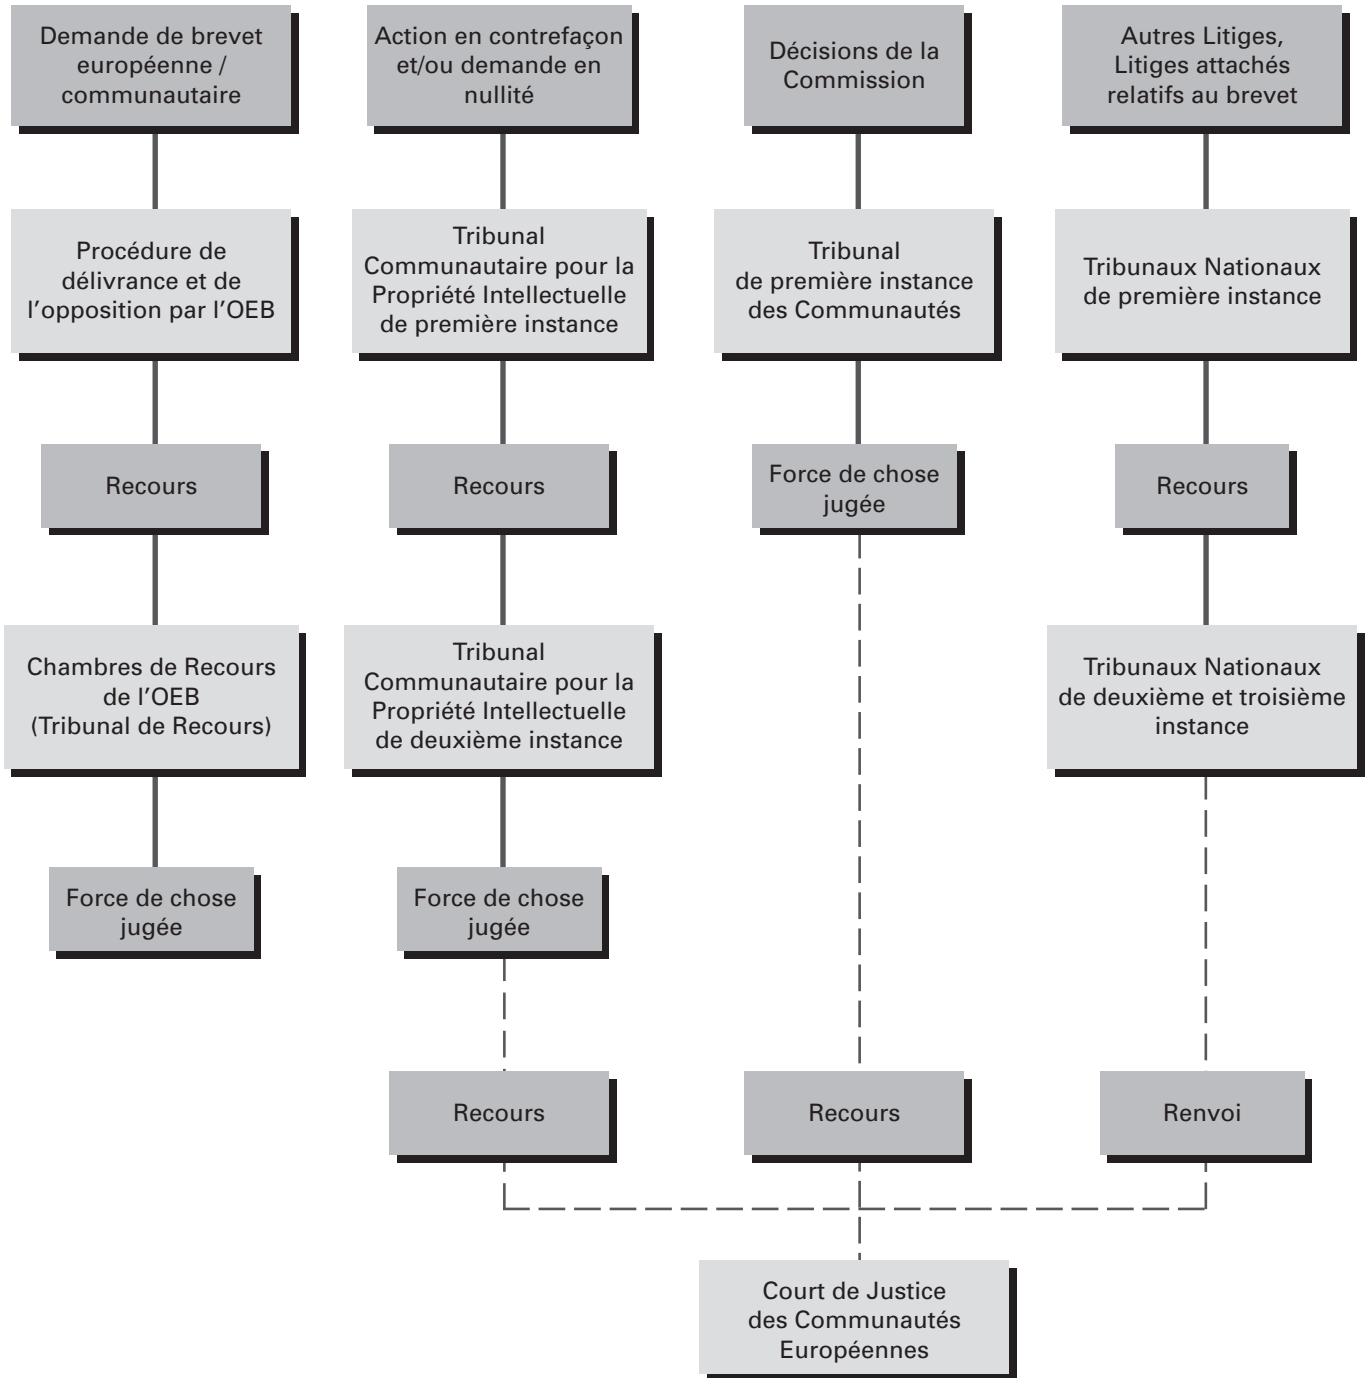 Demande de brevet
européenne /
communautaire
Action en contrefaçon
et/ou demande en
nullité
Décisions de la
Commission
Autres Litiges,
Litiges attachés
relatifs au brevet
Procédure de
délivrance et de
l'opposition par l'OEB
Tribunal
Communautaire pour la
Propriété Intellectuelle
de première instance
Tribunal
de première instance
des Communautés
Tribunaux Nationaux
de première instance
Recours
Recours
Force de chose
jugée
Recours
Chambres de Recours
de l'OEB
(Tribunal de Recours)
Tribunal
Communautaire pour la
Propriété Intellectuelle
de deuxième instance
Tribunaux Nationaux
de deuxième et troisième
instance
Force de chose
jugée
Force de chose
jugée
Recours
Recours
Renvoi
Court de Justice
des Communautés
Européennes